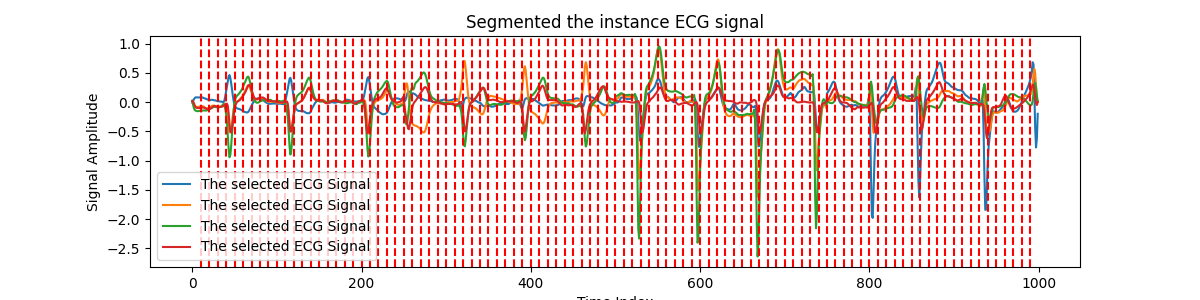 Segmented the instance ECG signal
Signal Amplitude
1.0
0.5
0.0
−0.5
−1.0
−1.5
−2.0
−2.5
The selected ECG Signal
The selected ECG Signal
The selected ECG Signal
The selected ECG Signal
0 200 400 600 800 1000
Time Index